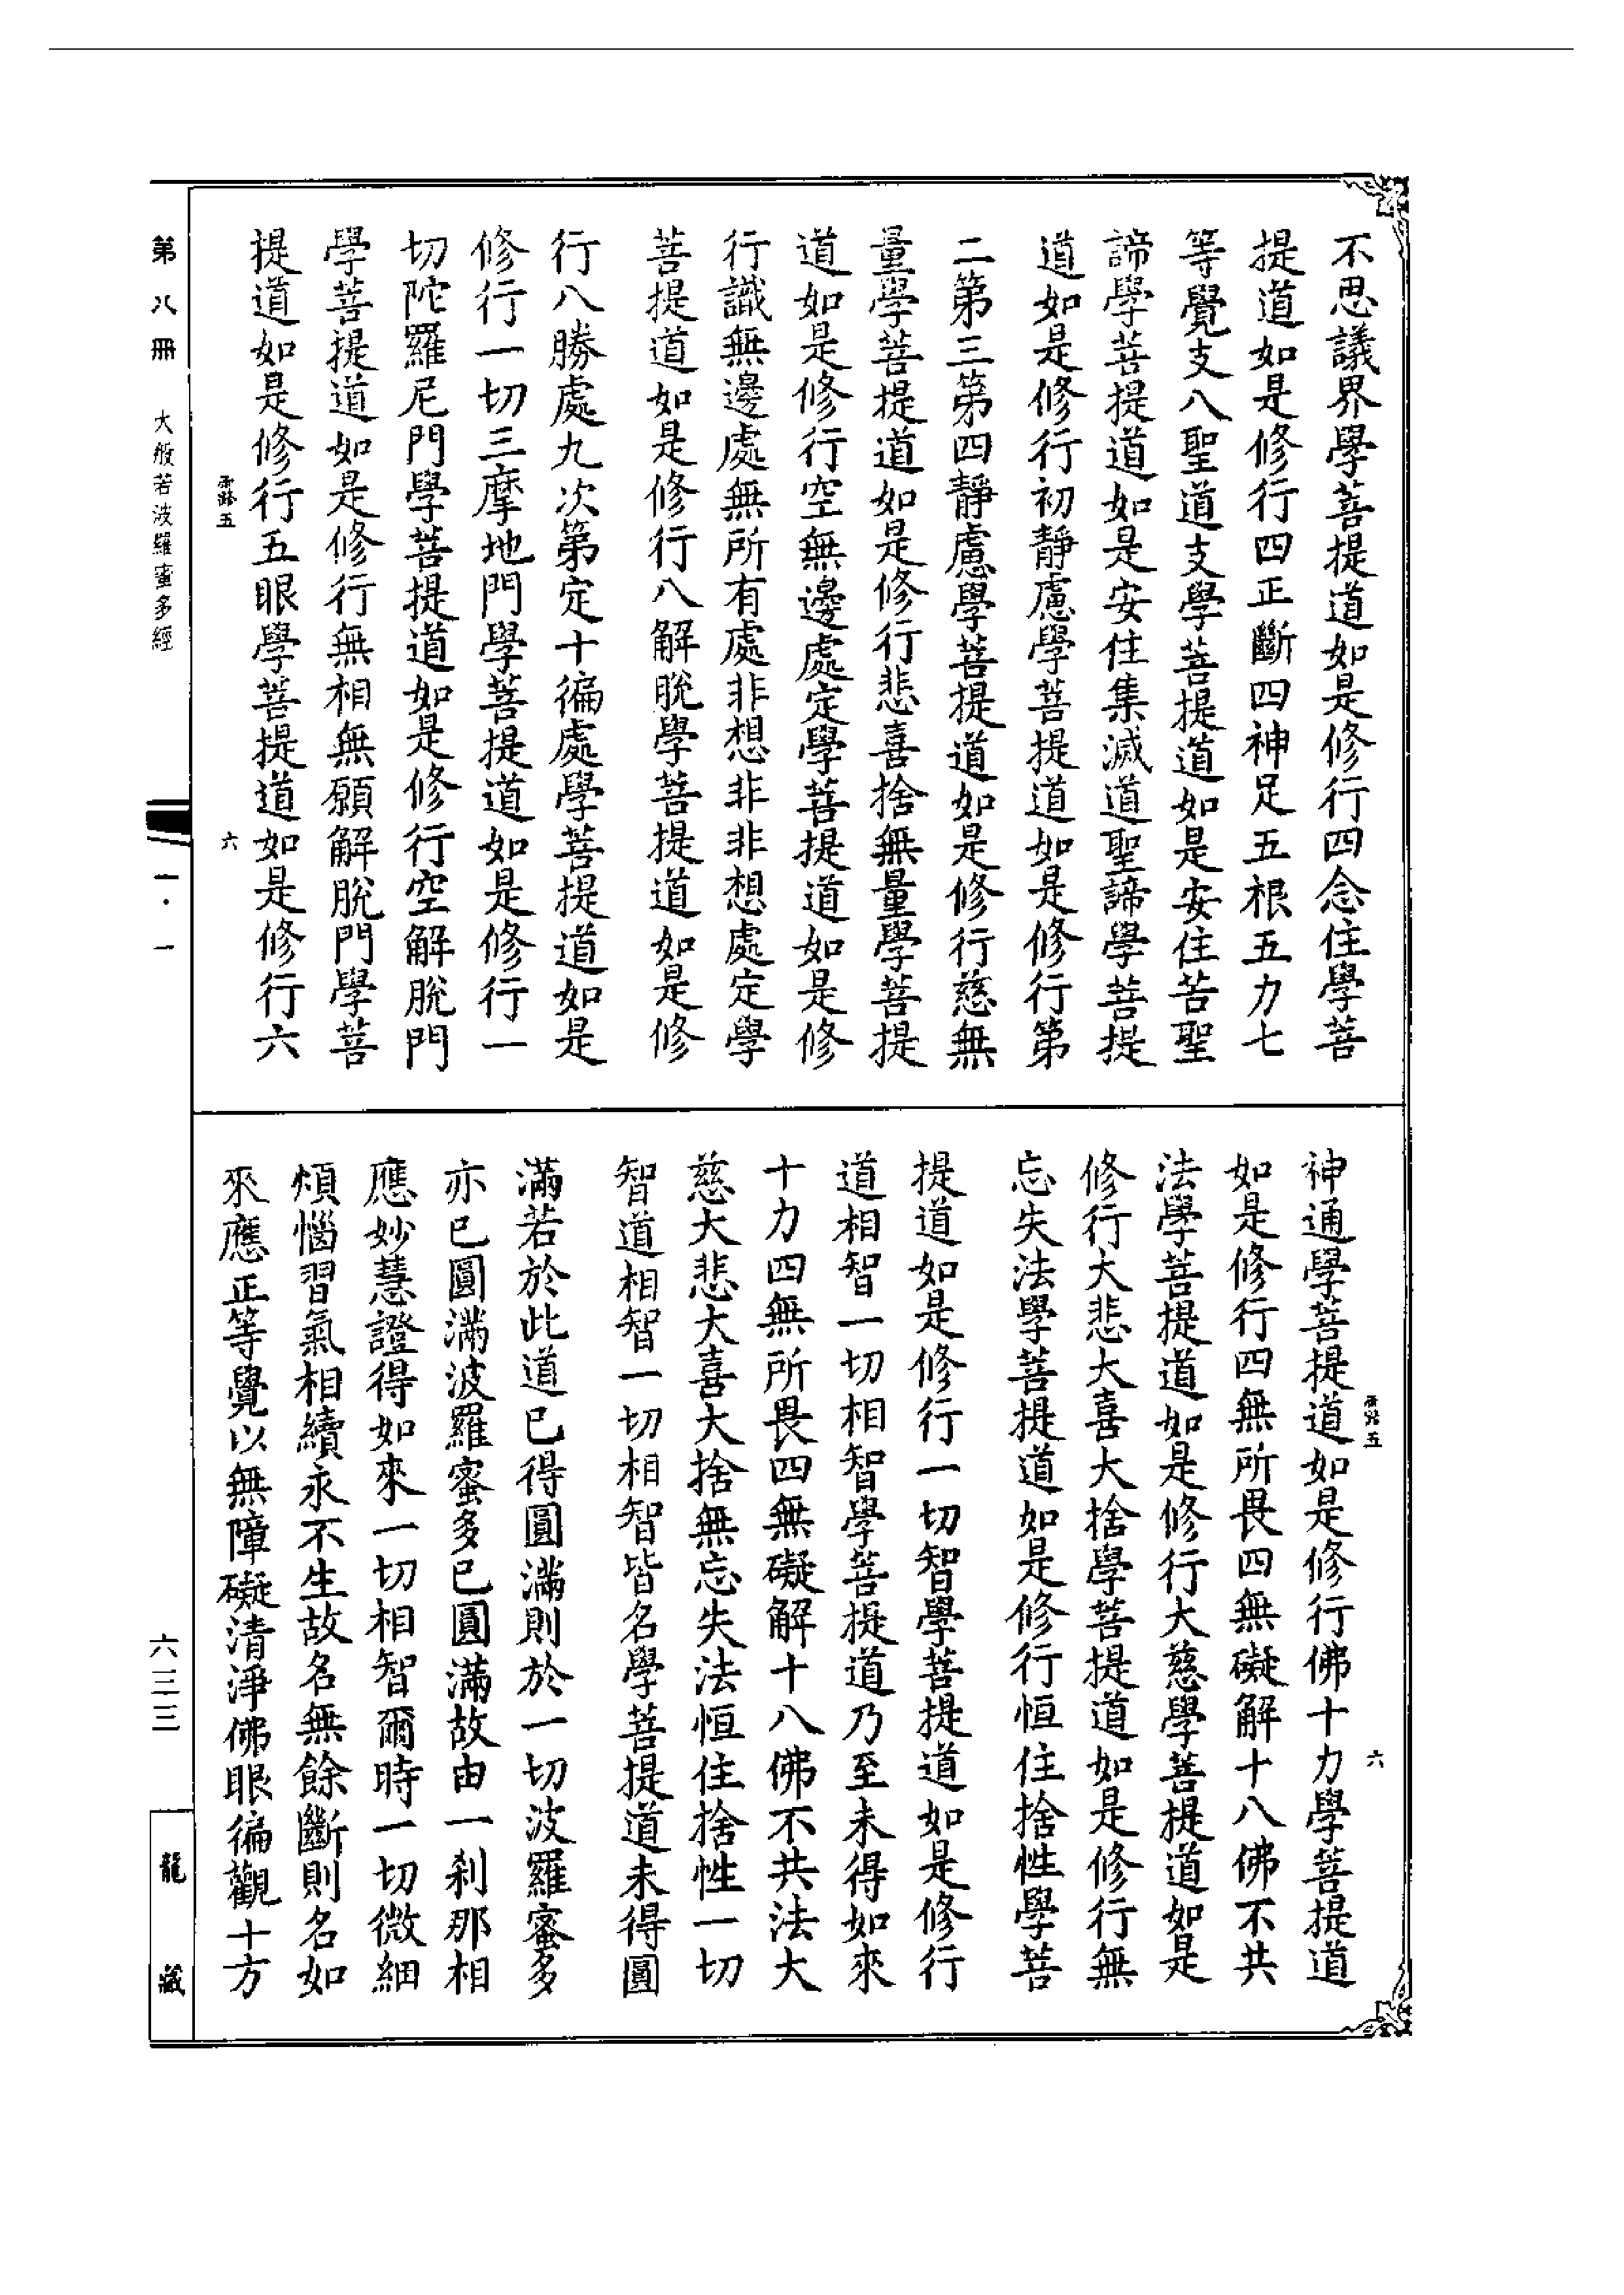 不思議界學菩提道如是修行四念住學菩
提道如是修行四正斷四神足五根五力七
等覺支八聖道支學菩提道如是安住苦聖
諦學菩提道如是安住集滅道聖諦學菩提
道如是修行初靜慮學菩提道如是修行第
二第三第四靜慮學菩提道如是修行慈無
量學菩提道如是修行悲喜捨無量學菩提
道如是修行空無邊處定學菩提道如是修
行識無邊處無所有處非想非非想處定學
菩提道如是修行八解脫學菩提道如是修
行八勝處九次第定十徧處學菩提道如是
修行一切三摩地門學菩提道如是修行一
切陀羅尼門學菩提道如是修行空解脫門
學菩提道如是修行無相無願解脫門學菩
提道如是修行五眼學菩提道如是修行六
六
神通學菩提道如是修行佛十力學菩提道
如是修行四無所畏四無礙解十八佛不共
法學菩提道如是修行大慈學菩提道如是
修行大悲大喜大捨學菩提道如是修行無
忘失法學菩提道如是修行恒住捨性學菩
提道如是修行一切智學菩提道如是修行
道相智一切相智學菩提道乃至未得如來
十力四無所畏四無礙解十八佛不共法大
慈大悲大喜大捨無忘失法恒住捨性一切
智道相智一切相智皆名學菩提道未得圓
滿若於此道已得圓滿則於一切波羅蜜多
亦已圓滿波羅蜜多已圓滿故由一剎那相
應妙慧證得如來一切相智爾時一切微細
煩惱習氣相續永不生故名無餘斷則名如
來應正等覺以無障礙清淨佛眼徧觀十方
六
第八冊 大般若波羅蜜多經
一·一
六三三
龍藏